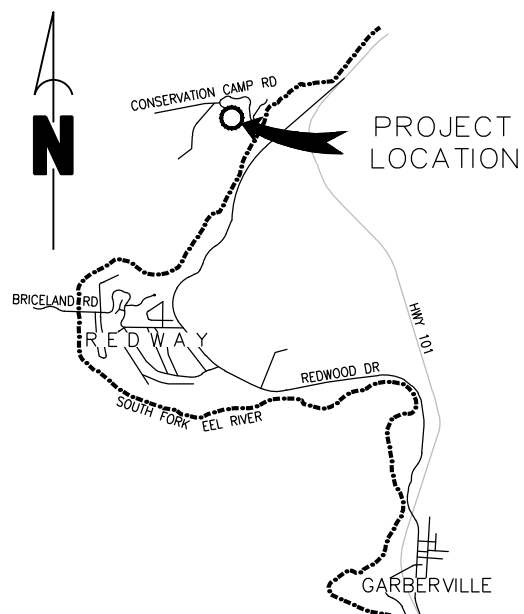 CONSERVATION CAMP RD
PROJECT
LOCATION
N
BRICELAND RD
REDWAY
HWY 101
REDWOOD DR
SOUTH FORK EEL RIVER
GARBERVILLE